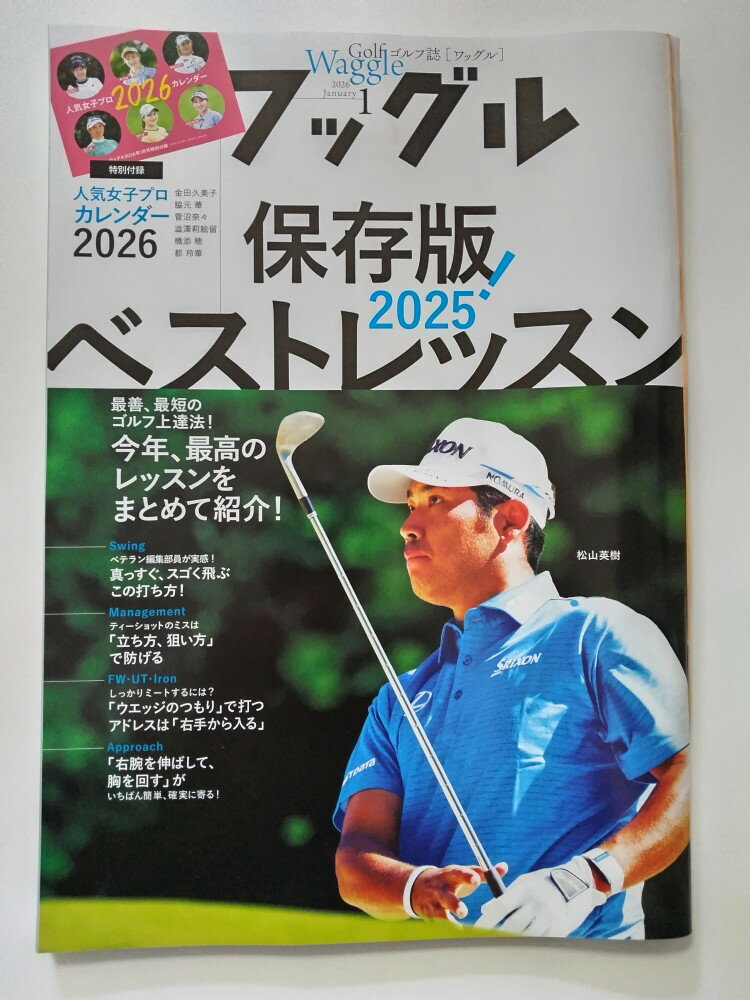 Golf ゴルフ誌 [ワッグル]
Waggle
2026
January
1
ワッグル
人気女子プロ 2026 カレンダー
特別付録
人気女子プロ
カレンダー
2026
金田久美子
脇元 華
菅沼菜々
澁澤莉絵留
橋添 穂
都 玲華
保存版!
2025
ベストレッスン
最善、最短の
ゴルフ上達法!
今年、最高の
レッスンを
まとめて紹介!
Swing
ベテラン編集部員が実感!
真っすぐ、スゴく飛ぶ
この打ち方!
Management
ティーショットのミスは
「立ち方、狙い方」
で防げる
FW・UT・Iron
しっかりミートするには?
「ウエッジのつもり」で打つ
アドレスは「右手から入る」
Approach
「右腕を伸ばして、
胸を回す」が
いちばん簡単、確実に寄る!
松山英樹
XON
NOMURA
SRIXON
NTDATA